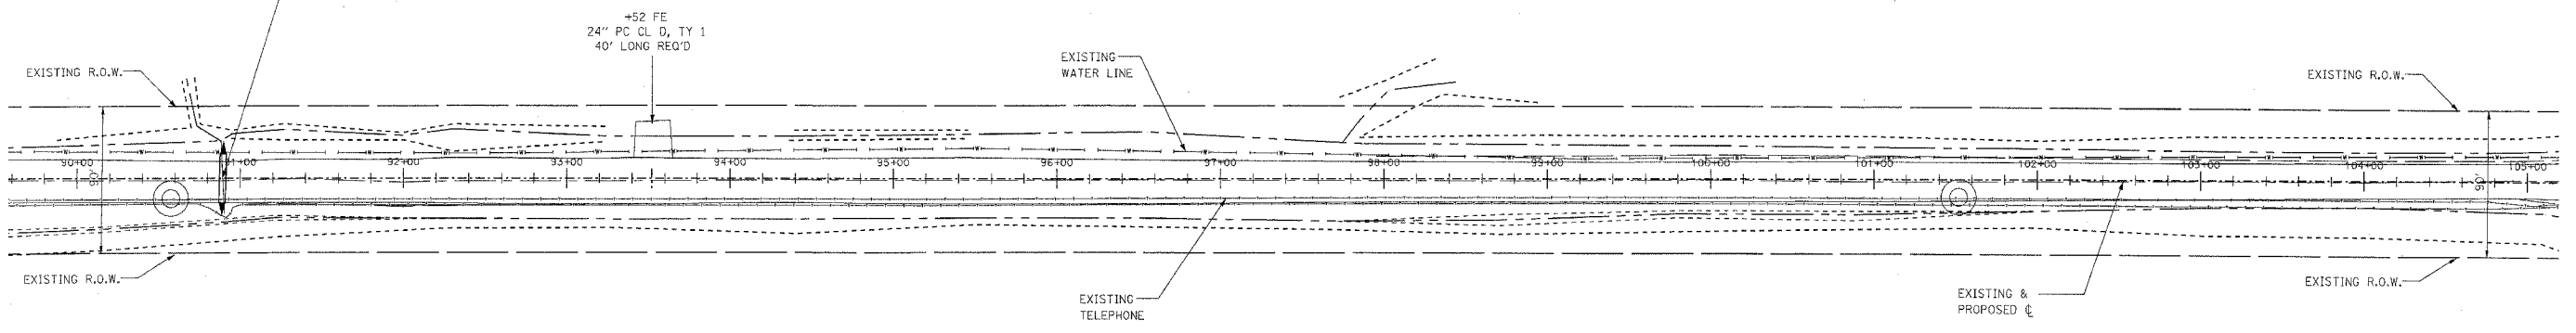 +52 FE
24" PC CL D, TY 1
40' LONG REQ'D
EXISTING R.O.W.
EXISTING
WATER LINE
EXISTING R.O.W.
90+00
91+00
92+00
93+00
94+00
95+00
96+00
97+00
98+00
99+00
100+00
101+00
102+00
103+00
104+00
105+00
90'
90'
EXISTING R.O.W.
EXISTING
TELEPHONE
EXISTING &
PROPOSED ℄
EXISTING R.O.W.